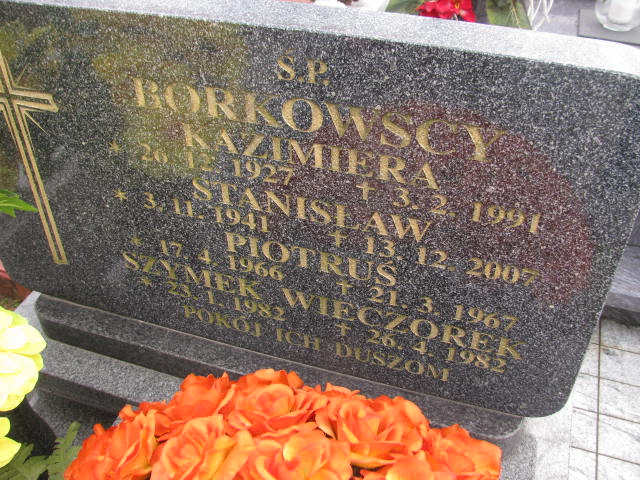 Ś.P.
BORKOWSCY
KAZIMIERA
* 26.12.1927 + 3.2.1991
STANISŁAW
* 3.11.1941 + 13.12.2007
PIOTRUŚ
* 17.4.1966 + 21.3.1967
SZYMEK WIECZOREK
* 23.1.1982 + 26.4.1982
POKÓJ ICH DUSZOM